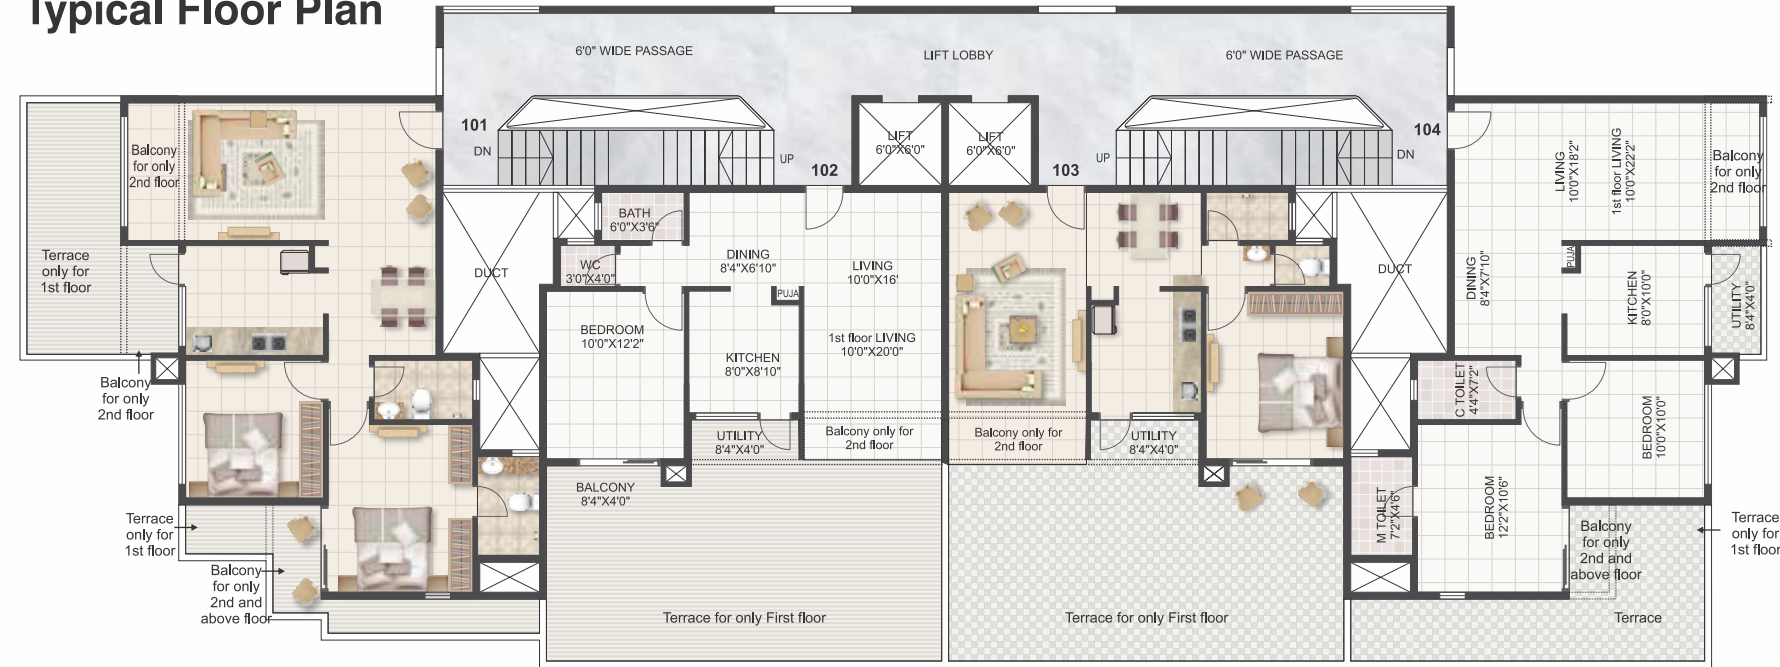 Typical Floor Plan
6'0" WIDE PASSAGE
LIFT LOBBY
6'0" WIDE PASSAGE
101
DN
UP
102
LIFT
6'0"X6'0"
LIFT
6'0"X6'0"
103
UP
DN
104
Balcony
for only
2nd floor
Terrace
only for
1st floor
Balcony
for only
2nd floor
Terrace
only for
1st floor
Balcony
for only
2nd and
above floor
DUCT
BATH
6'0"X3'6"
WC
3'0"X4'0"
DINING
8'4"X6'10"
LIVING
10'0"X16'
PUJA
BEDROOM
10'0"X12'2"
KITCHEN
8'0"X8'10"
1st floor LIVING
10'0"X20'0"
UTILITY
8'4"X4'0"
Balcony only for
2nd floor
BALCONY
8'4"X4'0"
Terrace for only First floor
Balcony only for
2nd floor
UTILITY
8'4"X4'0"
Terrace for only First floor
DUCT
LIVING
10'0"X18'2"
1st floor LIVING
10'0"X22'2"
Balcony
for only
2nd floor
DINING
8'4"X7'10"
PUJA
KITCHEN
8'0"X10'0"
UTILITY
8'4"X4'0"
C TOILET
4'4"X7'2"
BEDROOM
10'0"X10'0"
M TOILET
7'2"X4'6"
BEDROOM
12'2"X10'6"
Balcony
for only
2nd and
above floor
Terrace
only for
1st floor
Terrace